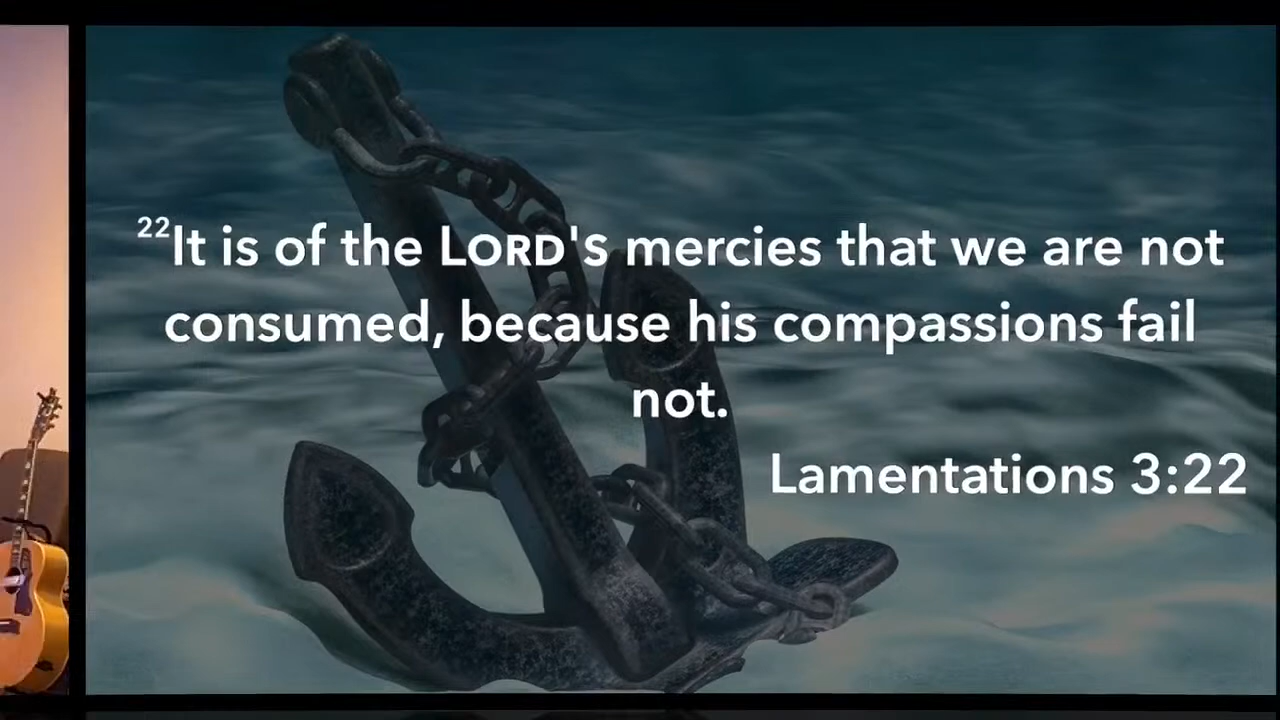 ²²It is of the LORD'S mercies that we are not
consumed, because his compassions fail
not.
Lamentations 3:22